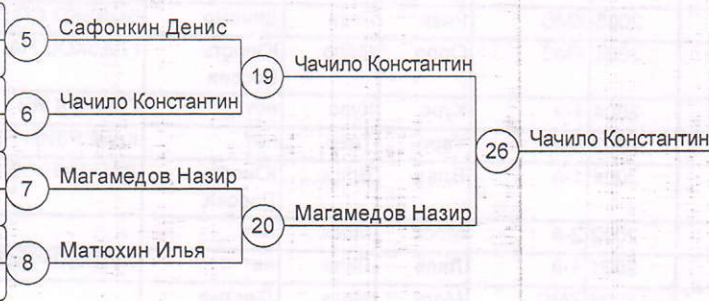 5 Сафонкин Денис
19 Чачило Константин
6 Чачило Константин
26 Чачило Константин
7 Магамедов Назир
20 Магамедов Назир
8 Матюхин Илья